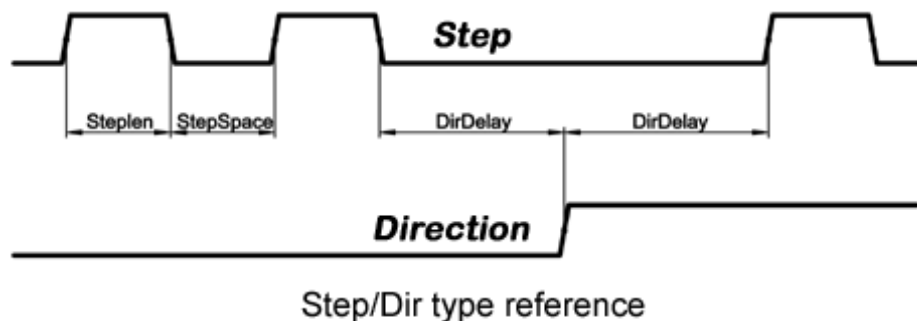 Step
Steplen StepSpace DirDelay DirDelay
Direction
Step/Dir type reference